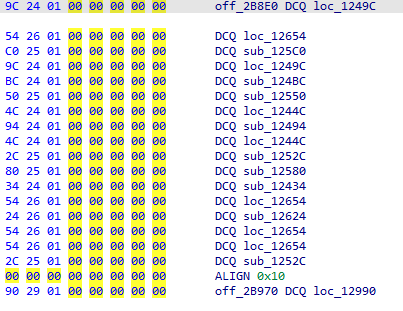 9C 24 01 00 00 00 00 00 off_2B8E0 DCQ loc_1249C
54 26 01 00 00 00 00 00 DCQ loc_12654
C0 25 01 00 00 00 00 00 DCQ sub_125C0
9C 24 01 00 00 00 00 00 DCQ loc_1249C
BC 24 01 00 00 00 00 00 DCQ sub_124BC
50 25 01 00 00 00 00 00 DCQ sub_12550
4C 24 01 00 00 00 00 00 DCQ loc_1244C
94 24 01 00 00 00 00 00 DCQ sub_12494
4C 24 01 00 00 00 00 00 DCQ loc_1244C
2C 25 01 00 00 00 00 00 DCQ sub_1252C
80 25 01 00 00 00 00 00 DCQ sub_12580
34 24 01 00 00 00 00 00 DCQ sub_12434
54 26 01 00 00 00 00 00 DCQ loc_12654
24 26 01 00 00 00 00 00 DCQ sub_12624
54 26 01 00 00 00 00 00 DCQ loc_12654
54 26 01 00 00 00 00 00 DCQ loc_12654
2C 25 01 00 00 00 00 00 DCQ sub_1252C
00 00 00 00 00 00 00 00 ALIGN 0x10
90 29 01 00 00 00 00 00 off_2B970 DCQ loc_12990